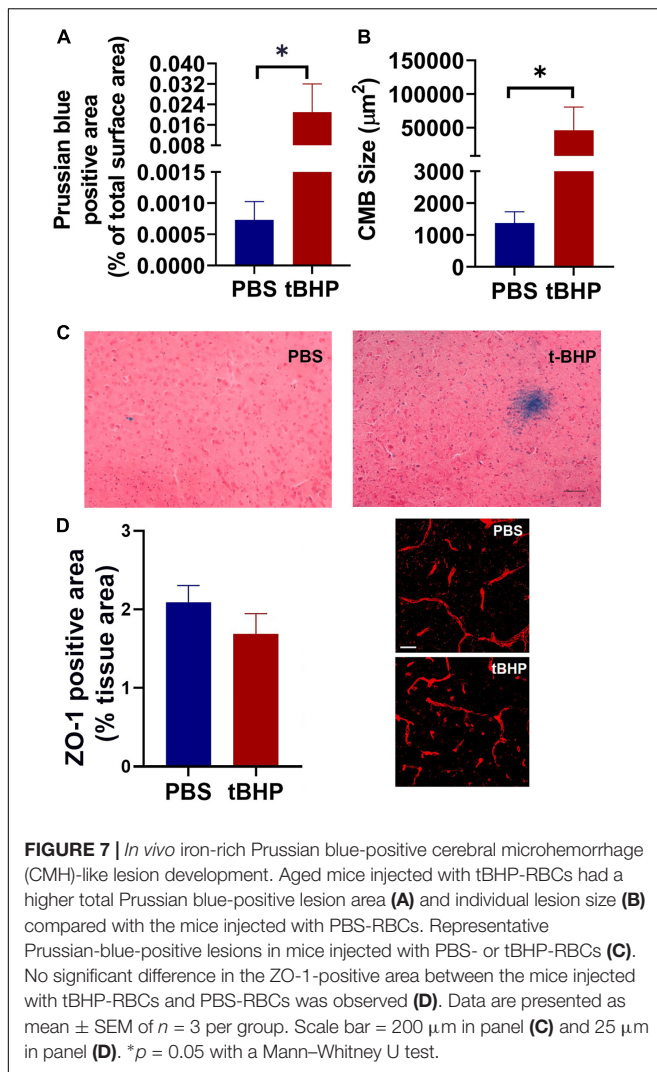 A
Prussian blue
positive area
(% of total surface area)
*
0.040
0.032
0.024
0.016
0.008
0.0015
0.0010
0.0005
0.0000
PBS tBHP
B
CMB Size (μm²)
*
100000
50000
3000
2000
1000
0
PBS tBHP
C
PBS
t-BHP
D
ZO-1 positive area
(% tissue area)
3
2
1
0
PBS tBHP
PBS
tBHP
FIGURE 7 | In vivo iron-rich Prussian blue-positive cerebral microhemorrhage
(CMH)-like lesion development. Aged mice injected with tBHP-RBCs had a
higher total Prussian blue-positive lesion area (A) and individual lesion size (B)
compared with the mice injected with PBS-RBCs. Representative
Prussian-blue-positive lesions in mice injected with PBS- or tBHP-RBCs (C).
No significant difference in the ZO-1-positive area between the mice injected
with tBHP-RBCs and PBS-RBCs was observed (D). Data are presented as
mean ± SEM of n = 3 per group. Scale bar = 200 μm in panel (C) and 25 μm
in panel (D). *p = 0.05 with a Mann–Whitney U test.